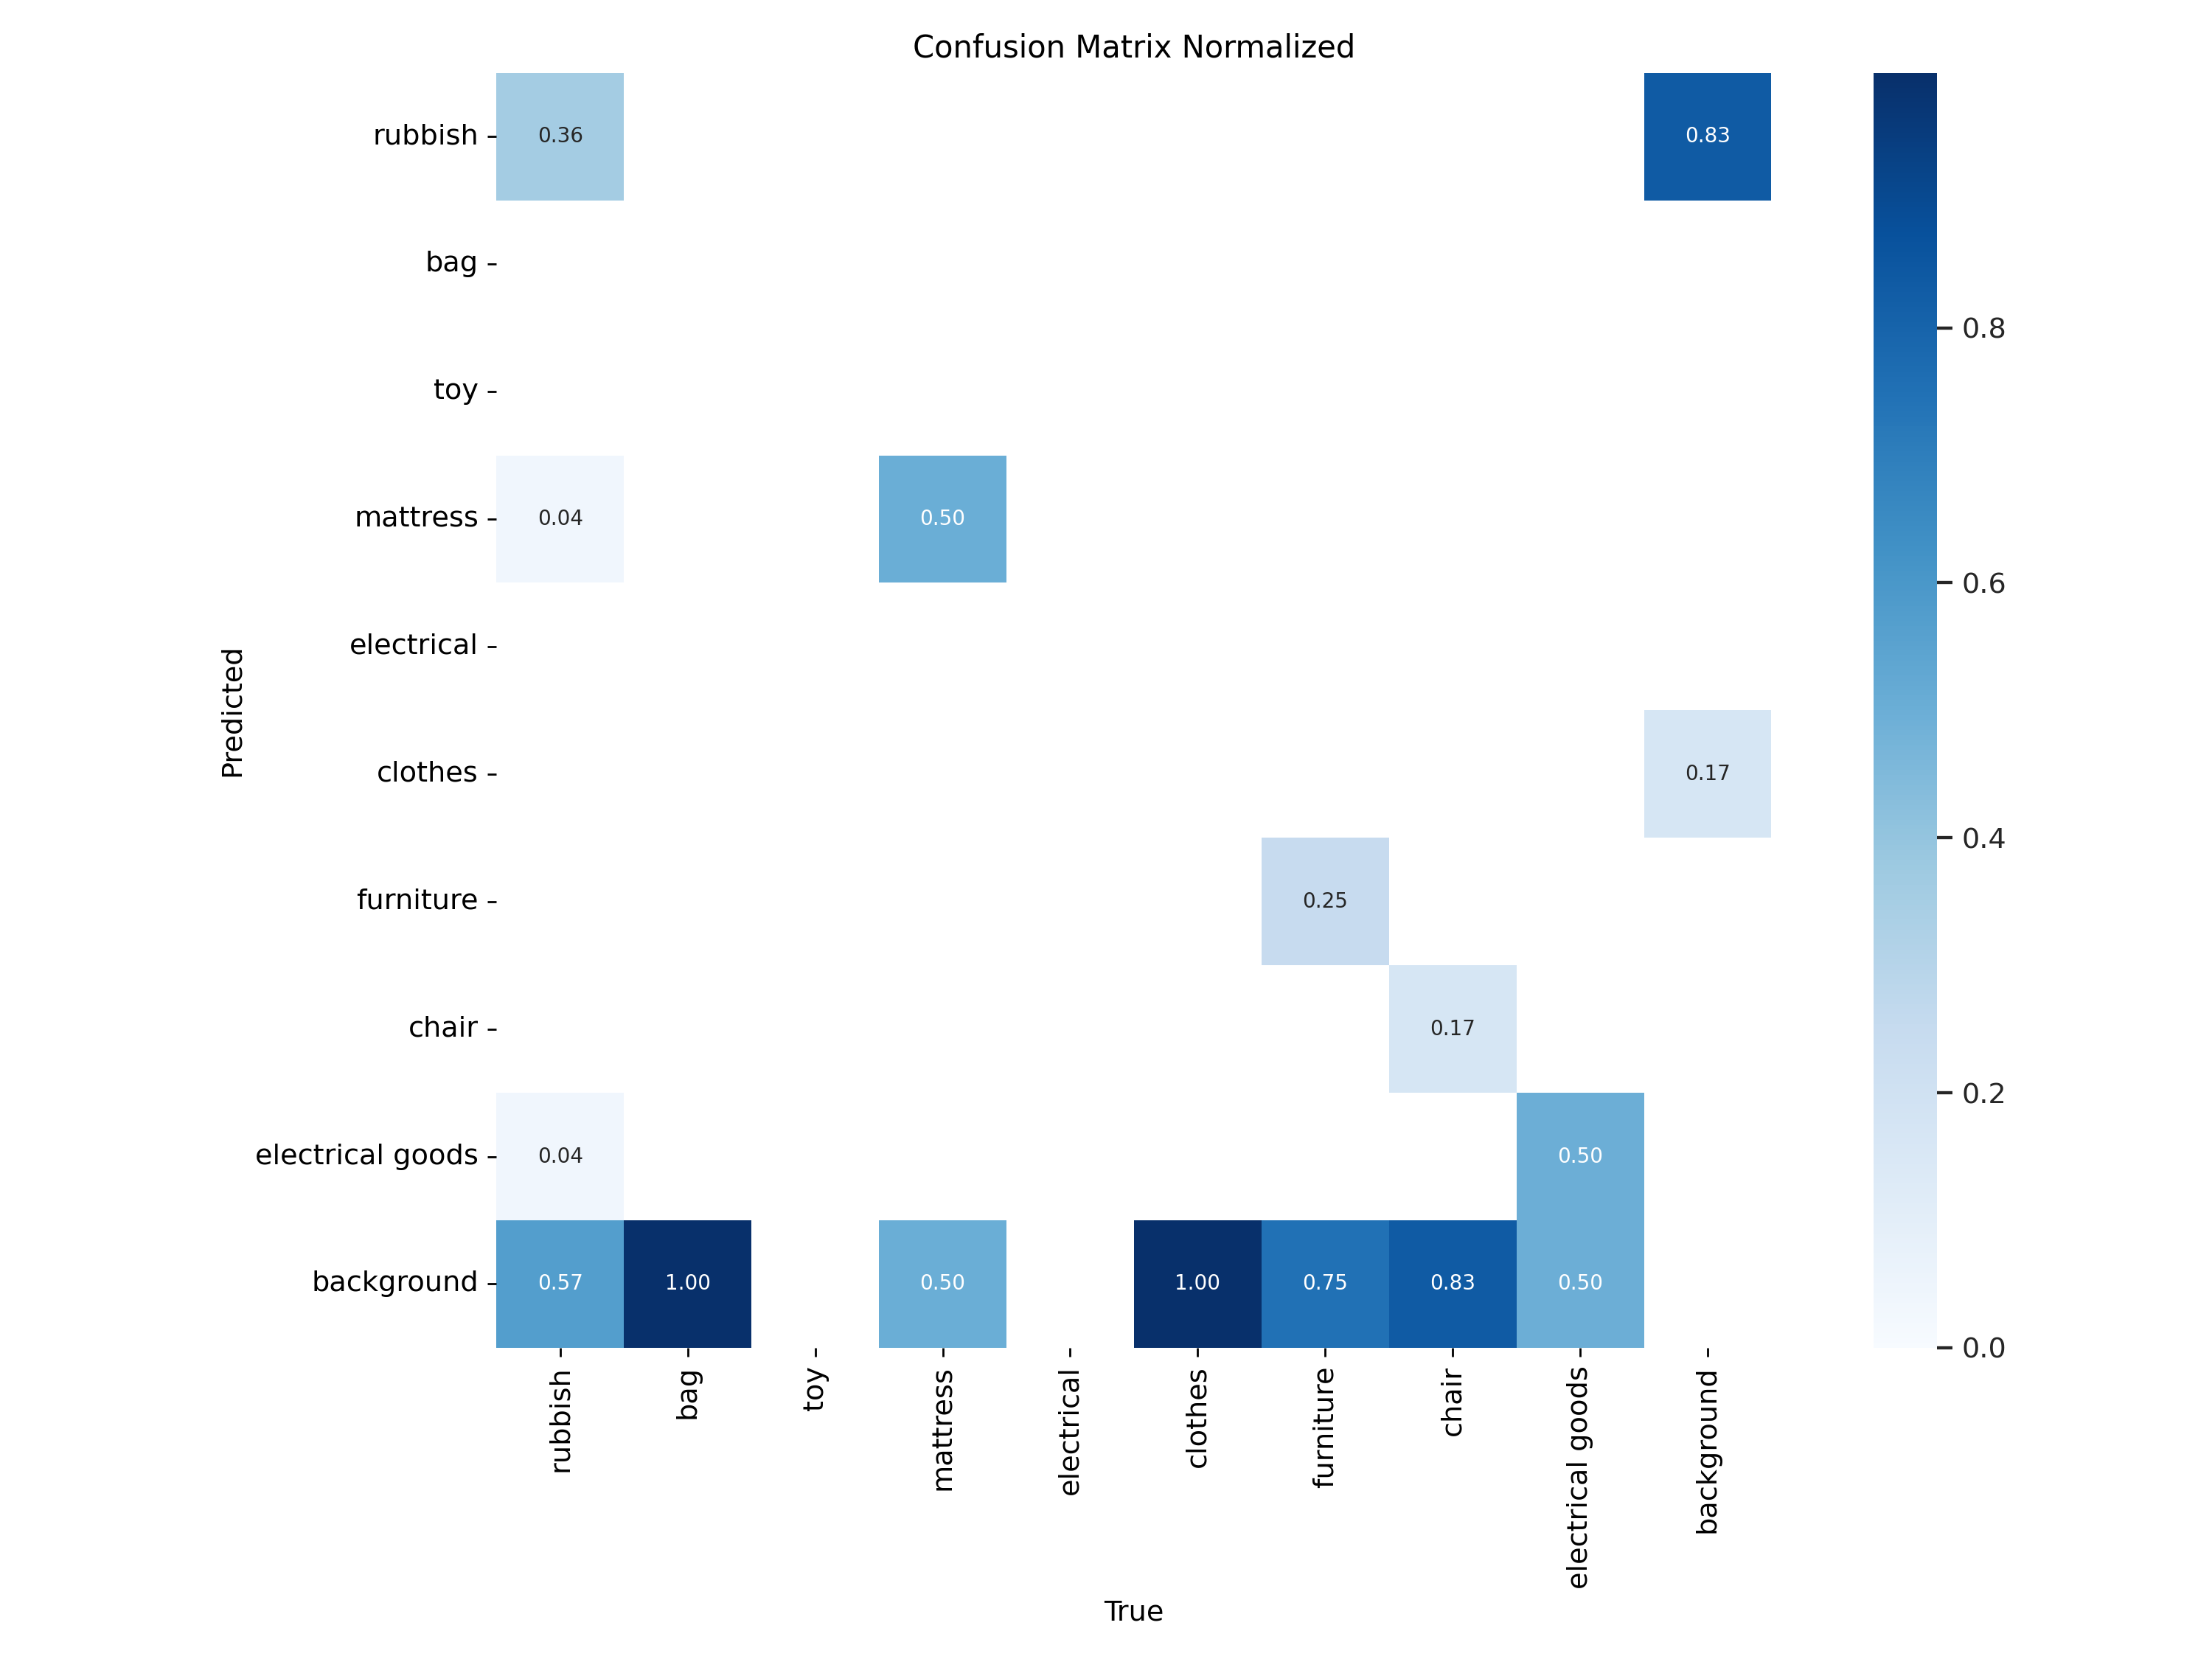 Confusion Matrix Normalized
rubbish
0.36
0.83
bag
toy
mattress
0.04
0.50
electrical
clothes
0.17
furniture
0.25
chair
0.17
electrical goods
0.04
0.50
background
0.57
1.00
0.50
1.00
0.75
0.83
0.50
Predicted
rubbish
bag
toy
mattress
electrical
clothes
furniture
chair
electrical goods
background
True
0.8
0.6
0.4
0.2
0.0